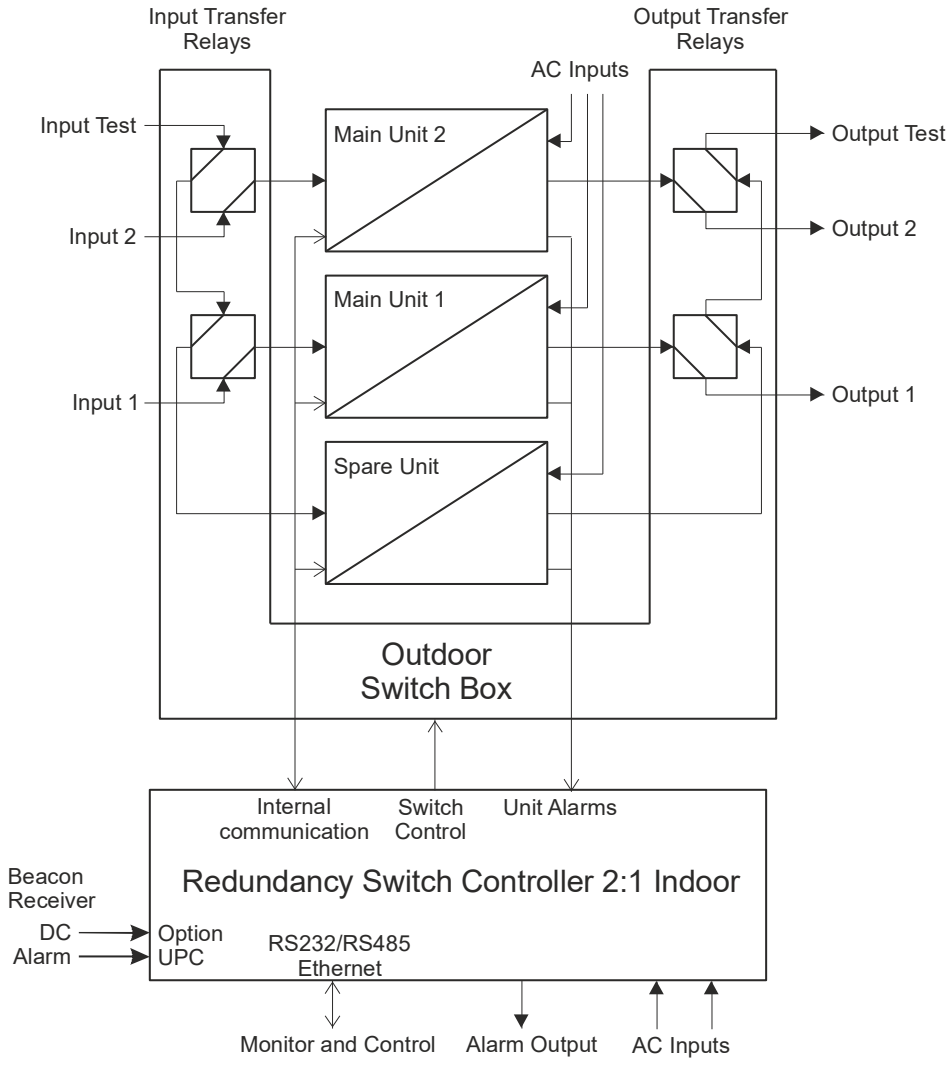 Input Transfer
Relays
Output Transfer
Relays
AC Inputs
Input Test
Main Unit 2
Output Test
Input 2
Output 2
Main Unit 1
Input 1
Output 1
Spare Unit
Outdoor
Switch Box
Internal
communication
Switch
Control
Unit Alarms
Redundancy Switch Controller 2:1 Indoor
Beacon
Receiver
DC
Option
Alarm
UPC
RS232/RS485
Ethernet
Monitor and Control
Alarm Output
AC Inputs